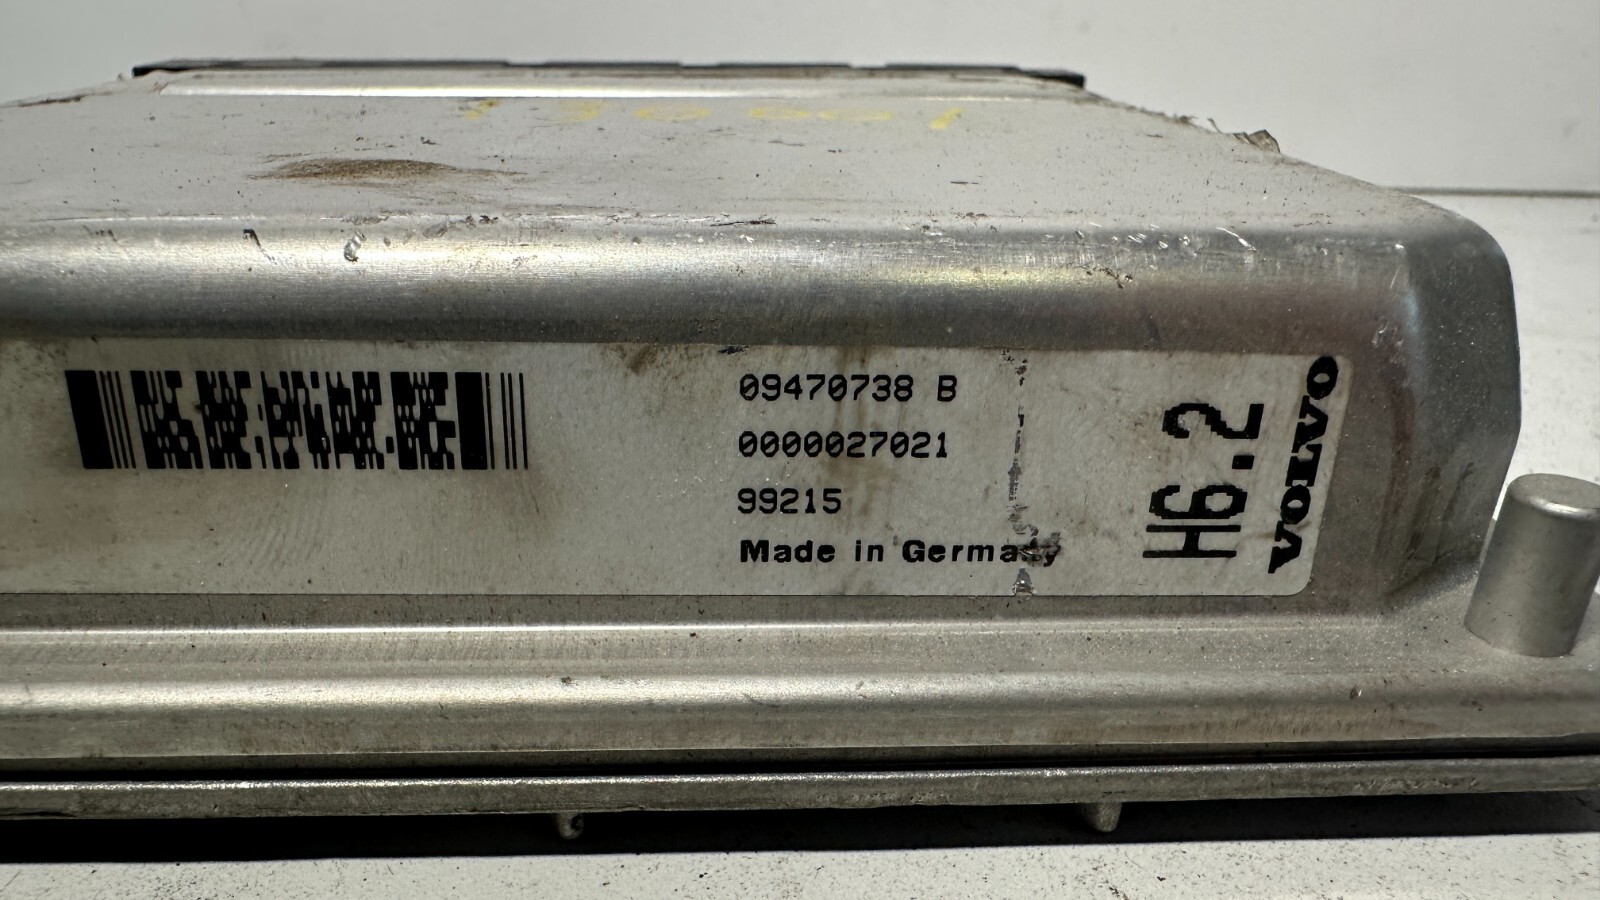 09470738 B
0000027021
99215
Made in Germany
H6.2
VOLVO